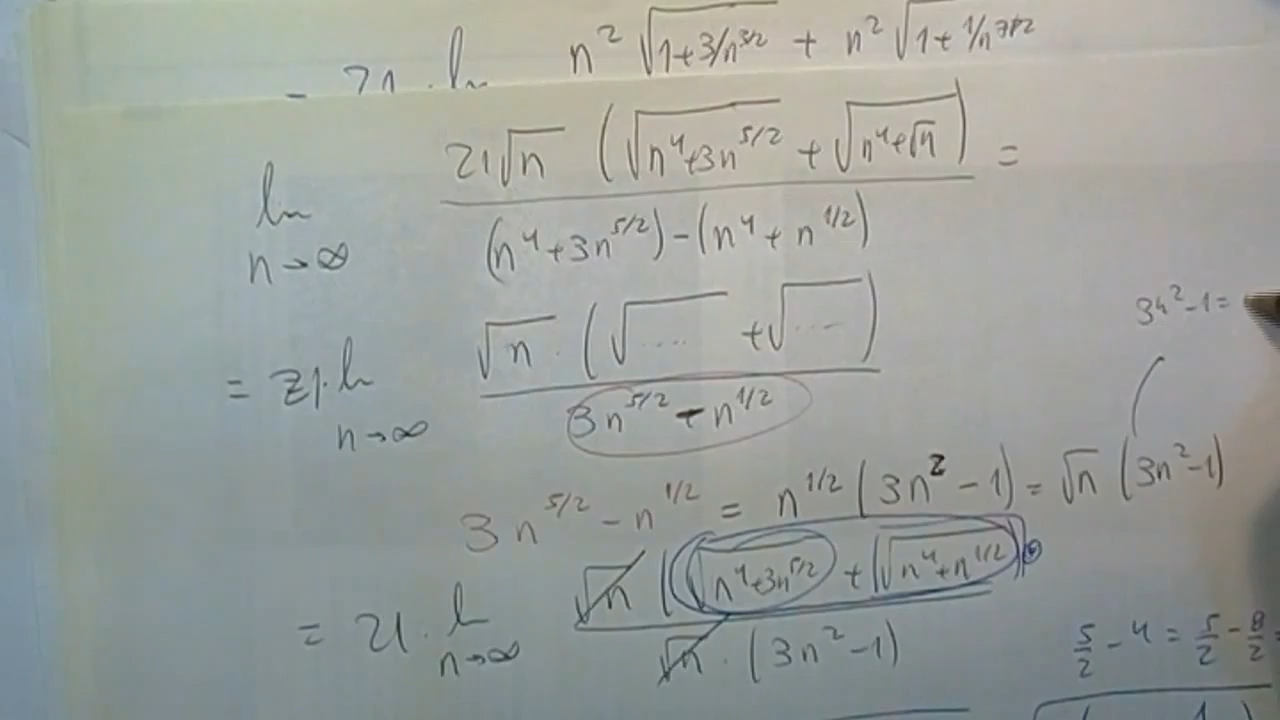 = 21 · ln n² √(1+3/n^(3/2)) + n² √(1+1/n^(7/2))
lim n→∞ 21√n (√(n⁴+3n^(5/2)) + √(n⁴+√n)) / ((n⁴+3n^(5/2))-(n⁴+n^(1/2))) =
= 21·lim n→∞ √n · (√.... + √....) / (3n^(5/2) - n^(1/2))
3n²-1=
3n^(5/2) - n^(1/2) = n^(1/2) (3n² - 1) = √n (3n²-1)
= 21 · lim n→∞ √n (√(n⁴+3n^(5/2)) + √(n⁴+n^(1/2))) / (√n · (3n²-1))
5/2 - 4 = 5/2 - 8/2 =